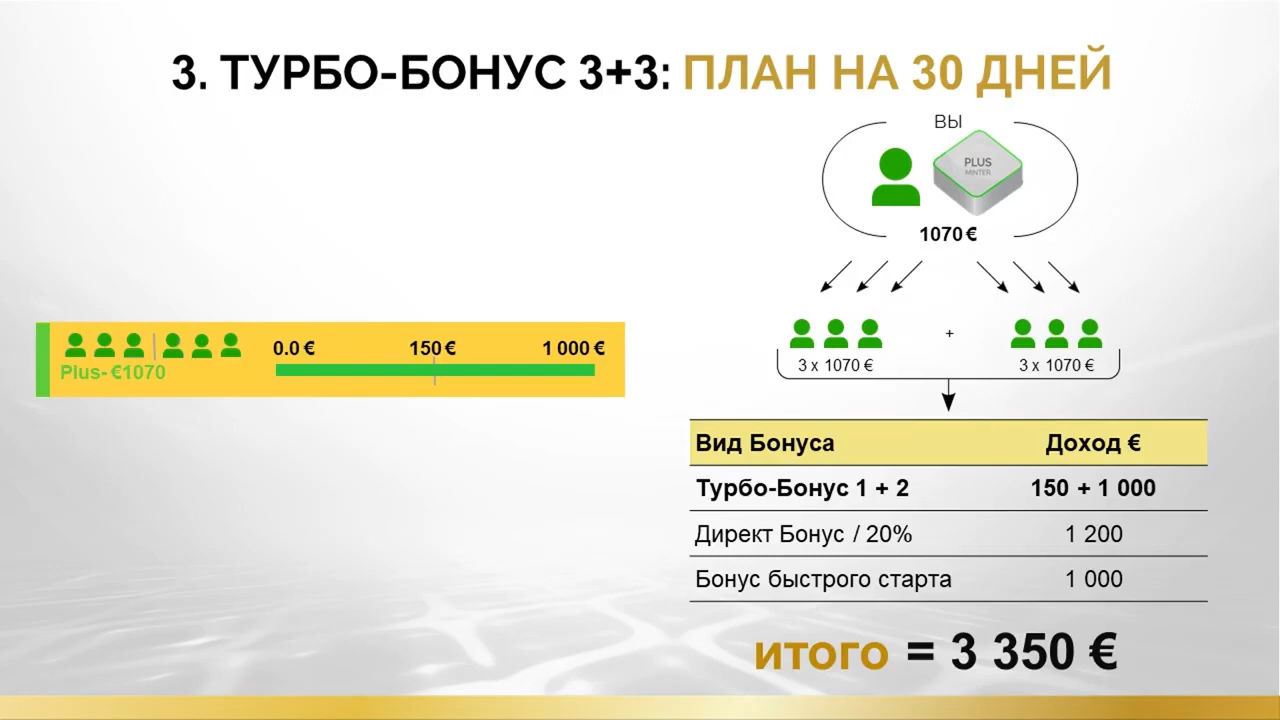 3. ТУРБО-БОНУС 3+3: ПЛАН НА 30 ДНЕЙ
ВЫ
PLUS
MINTER
1070 €
0.0 € 150 € 1 000 €
Plus- €1070
+
3 x 1070 € 3 x 1070 €
Вид Бонуса Доход €
Турбо-Бонус 1 + 2 150 + 1 000
Директ Бонус / 20% 1 200
Бонус быстрого старта 1 000
итого = 3 350 €